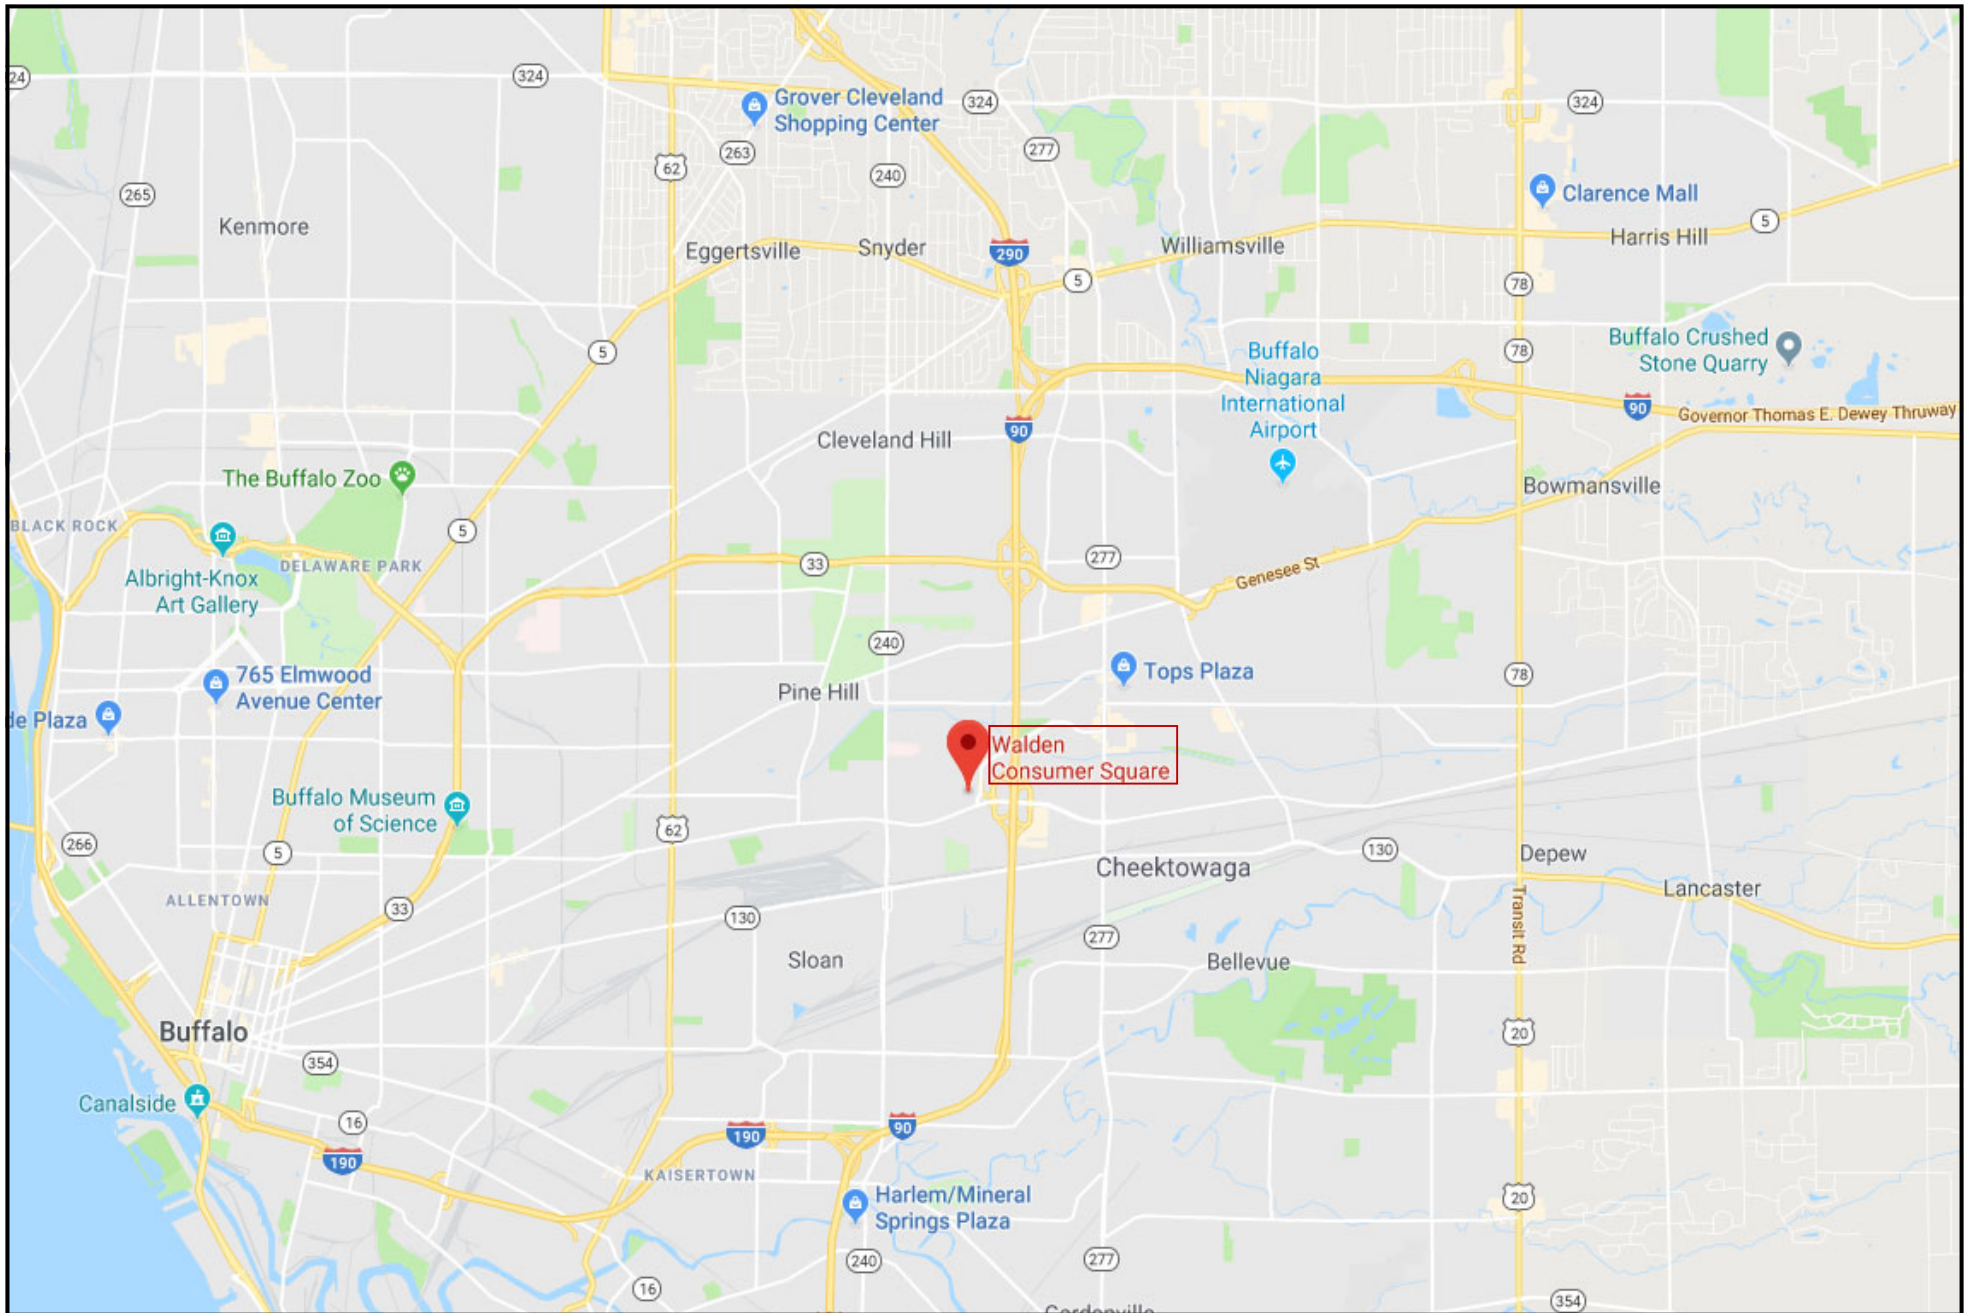 24
324
Grover Cleveland
Shopping Center
324
324
263
277
62
240
265
Clarence Mall
Kenmore
5
Harris Hill
Eggertsville
Snyder
Williamsville
290
5
78
Buffalo Crushed
Stone Quarry
5
78
Buffalo
Niagara
International
Airport
90
Governor Thomas E. Dewey Thruway
90
Cleveland Hill
The Buffalo Zoo
Bowmansville
BLACK ROCK
5
277
33
DELAWARE PARK
Genesee St
Albright-Knox
Art Gallery
240
765 Elmwood
Avenue Center
Tops Plaza
78
Pine Hill
de Plaza
Walden
Consumer Square
Buffalo Museum
of Science
62
266
5
130
Depew
Cheektowaga
Lancaster
ALLENTOWN
33
130
Transit Rd
277
Sloan
Bellevue
Buffalo
20
354
Canalside
16
90
190
190
KAISERTOWN
Harlem/Mineral
Springs Plaza
20
240
277
16
354
Gardenville